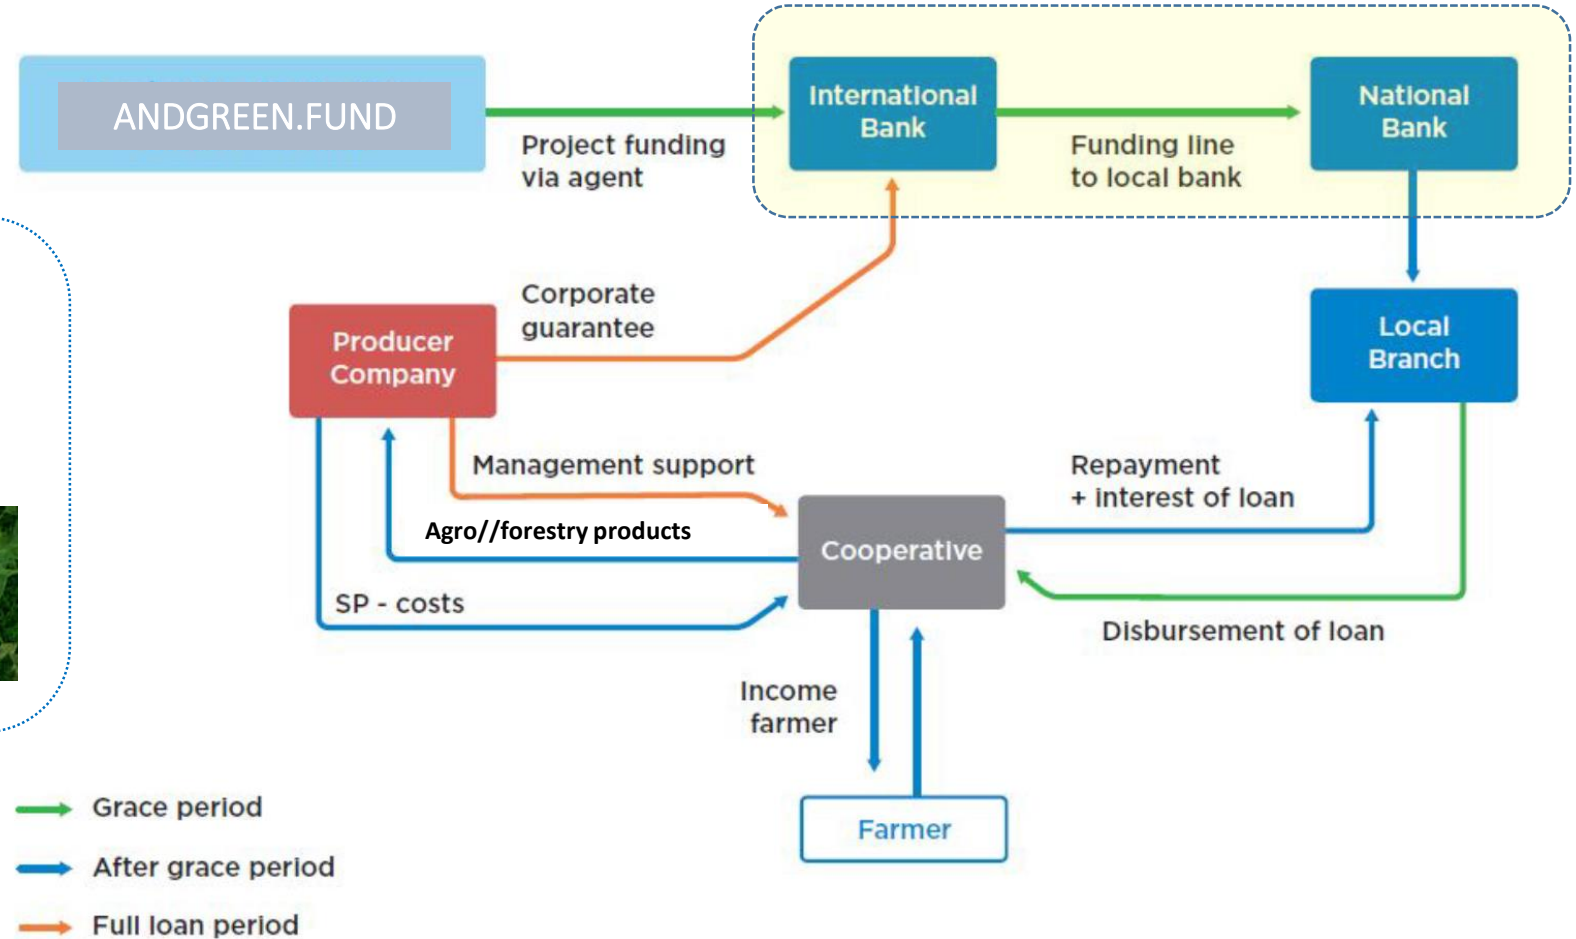 ANDGREEN.FUND
International
Bank
National
Bank
Project funding
via agent
Funding line
to local bank
Corporate
guarantee
Producer
Company
Local
Branch
Management support
Repayment
+ interest of loan
Agro//forestry products
Cooperative
SP - costs
Disbursement of loan
Income
farmer
Farmer
Grace period
After grace period
Full loan period